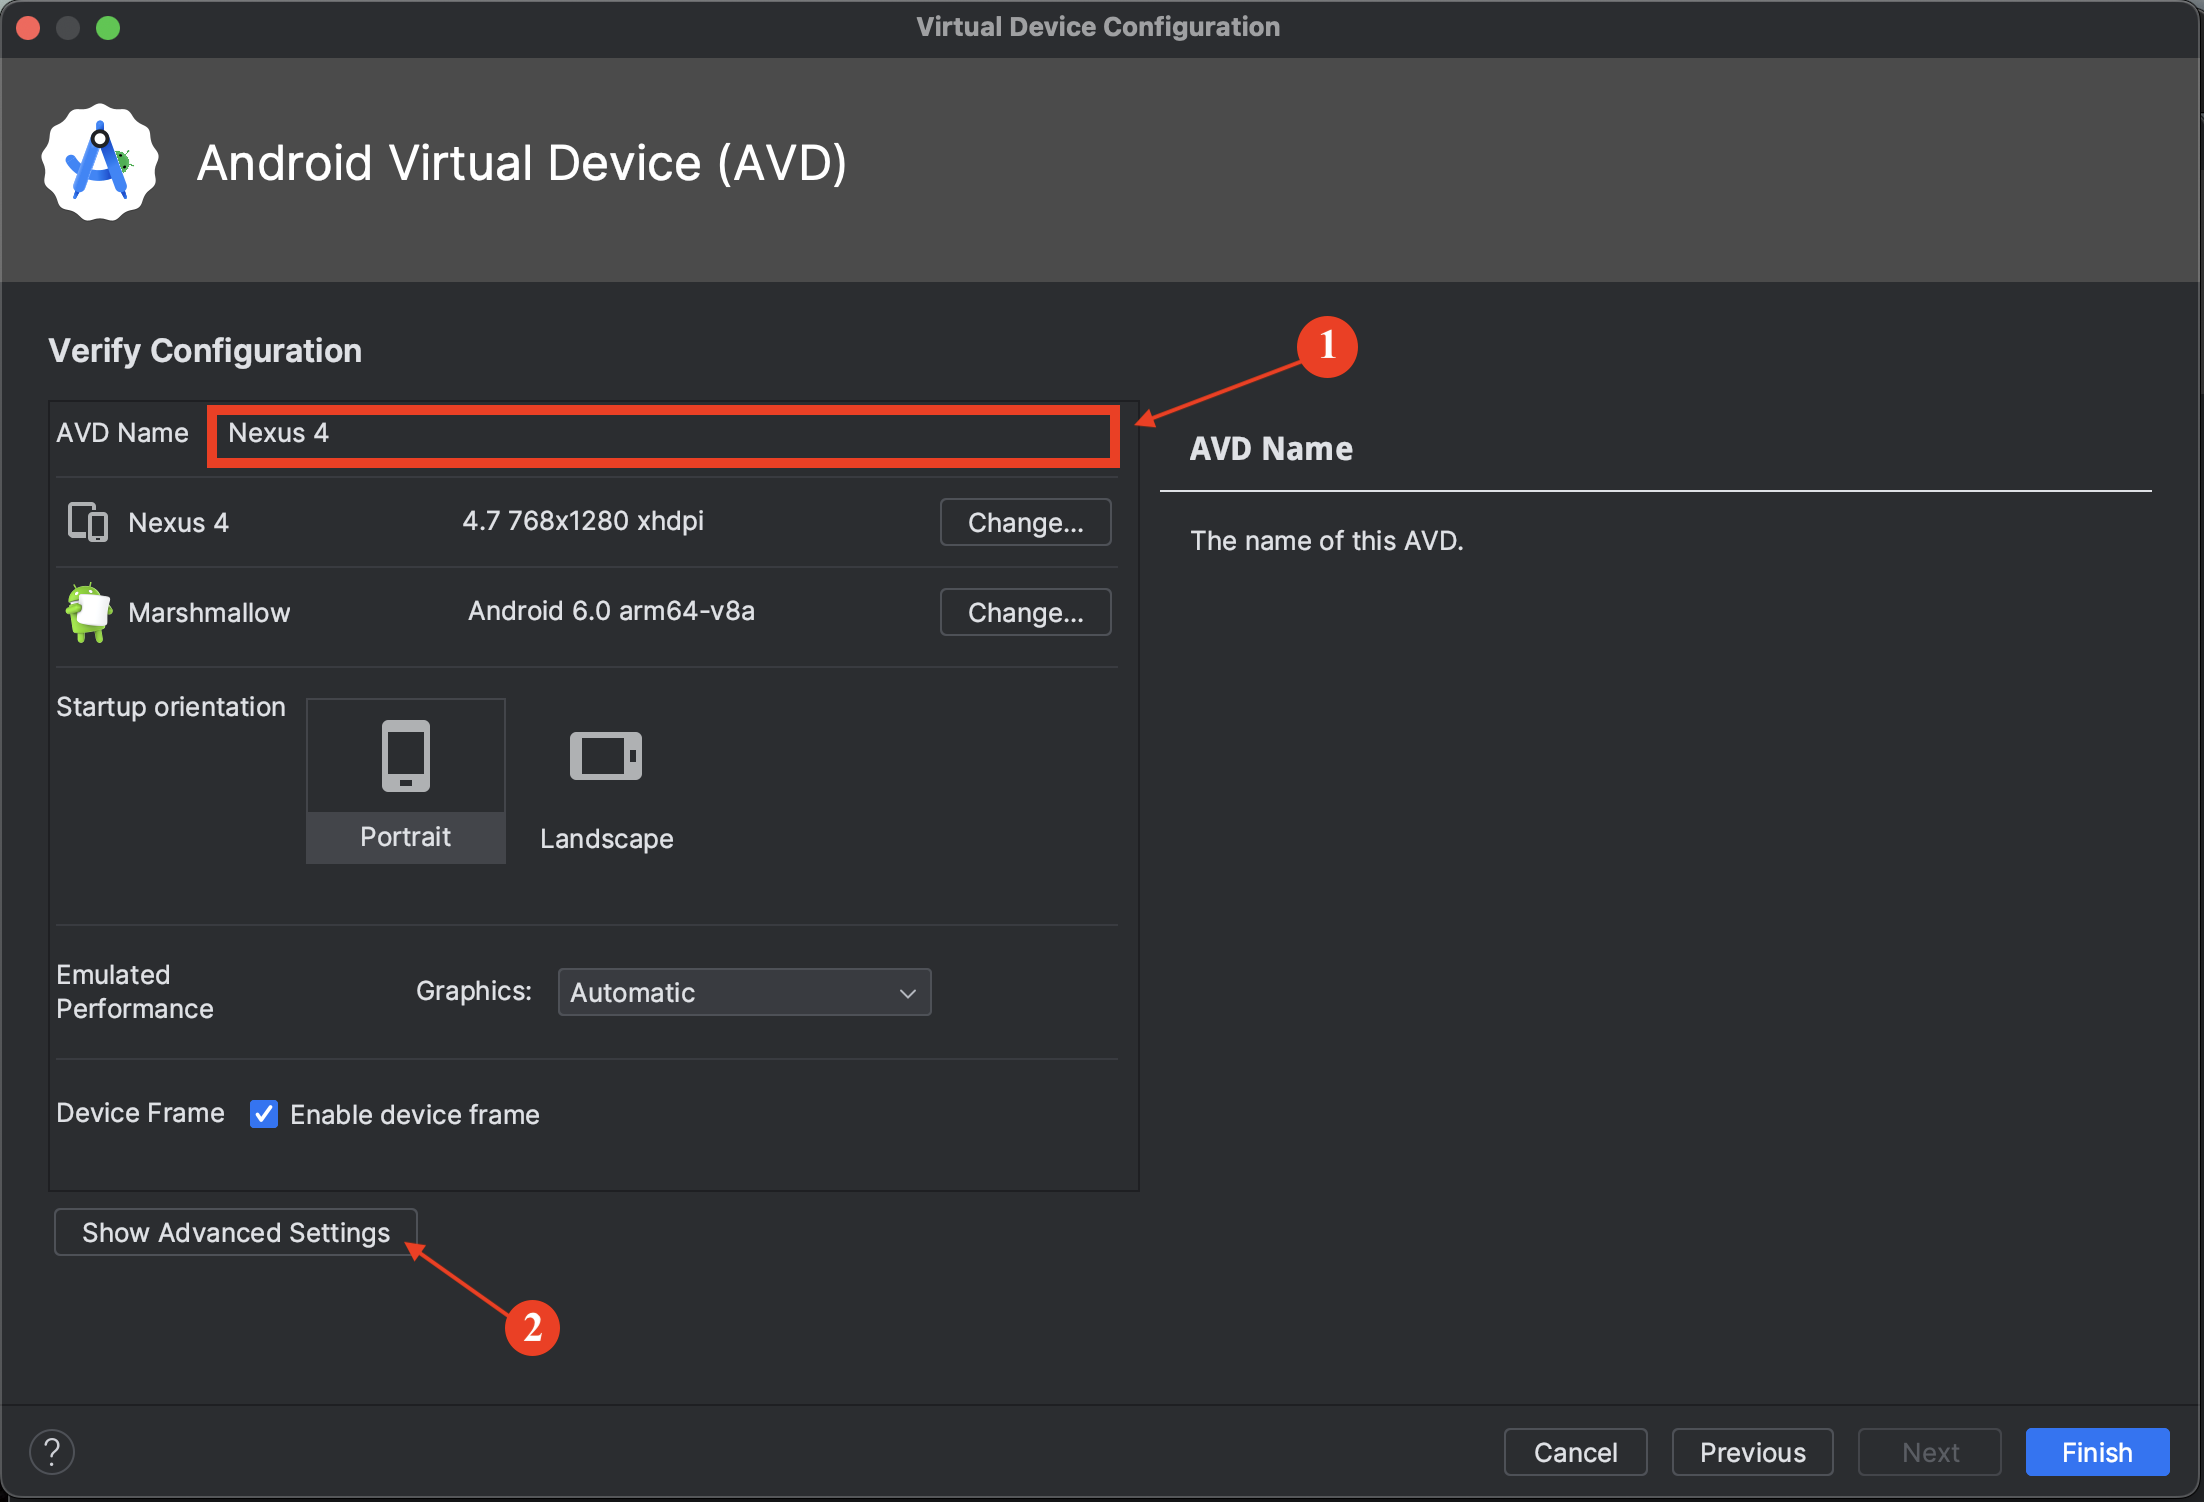 Virtual Device Configuration
Android Virtual Device (AVD)
Verify Configuration
1
AVD Name Nexus 4
AVD Name
Nexus 4 4.7 768x1280 xhdpi Change...
The name of this AVD.
Marshmallow Android 6.0 arm64-v8a Change...
Startup orientation
Portrait Landscape
Emulated
Performance
Graphics: Automatic
Device Frame Enable device frame
Show Advanced Settings
2
? Cancel Previous Next Finish